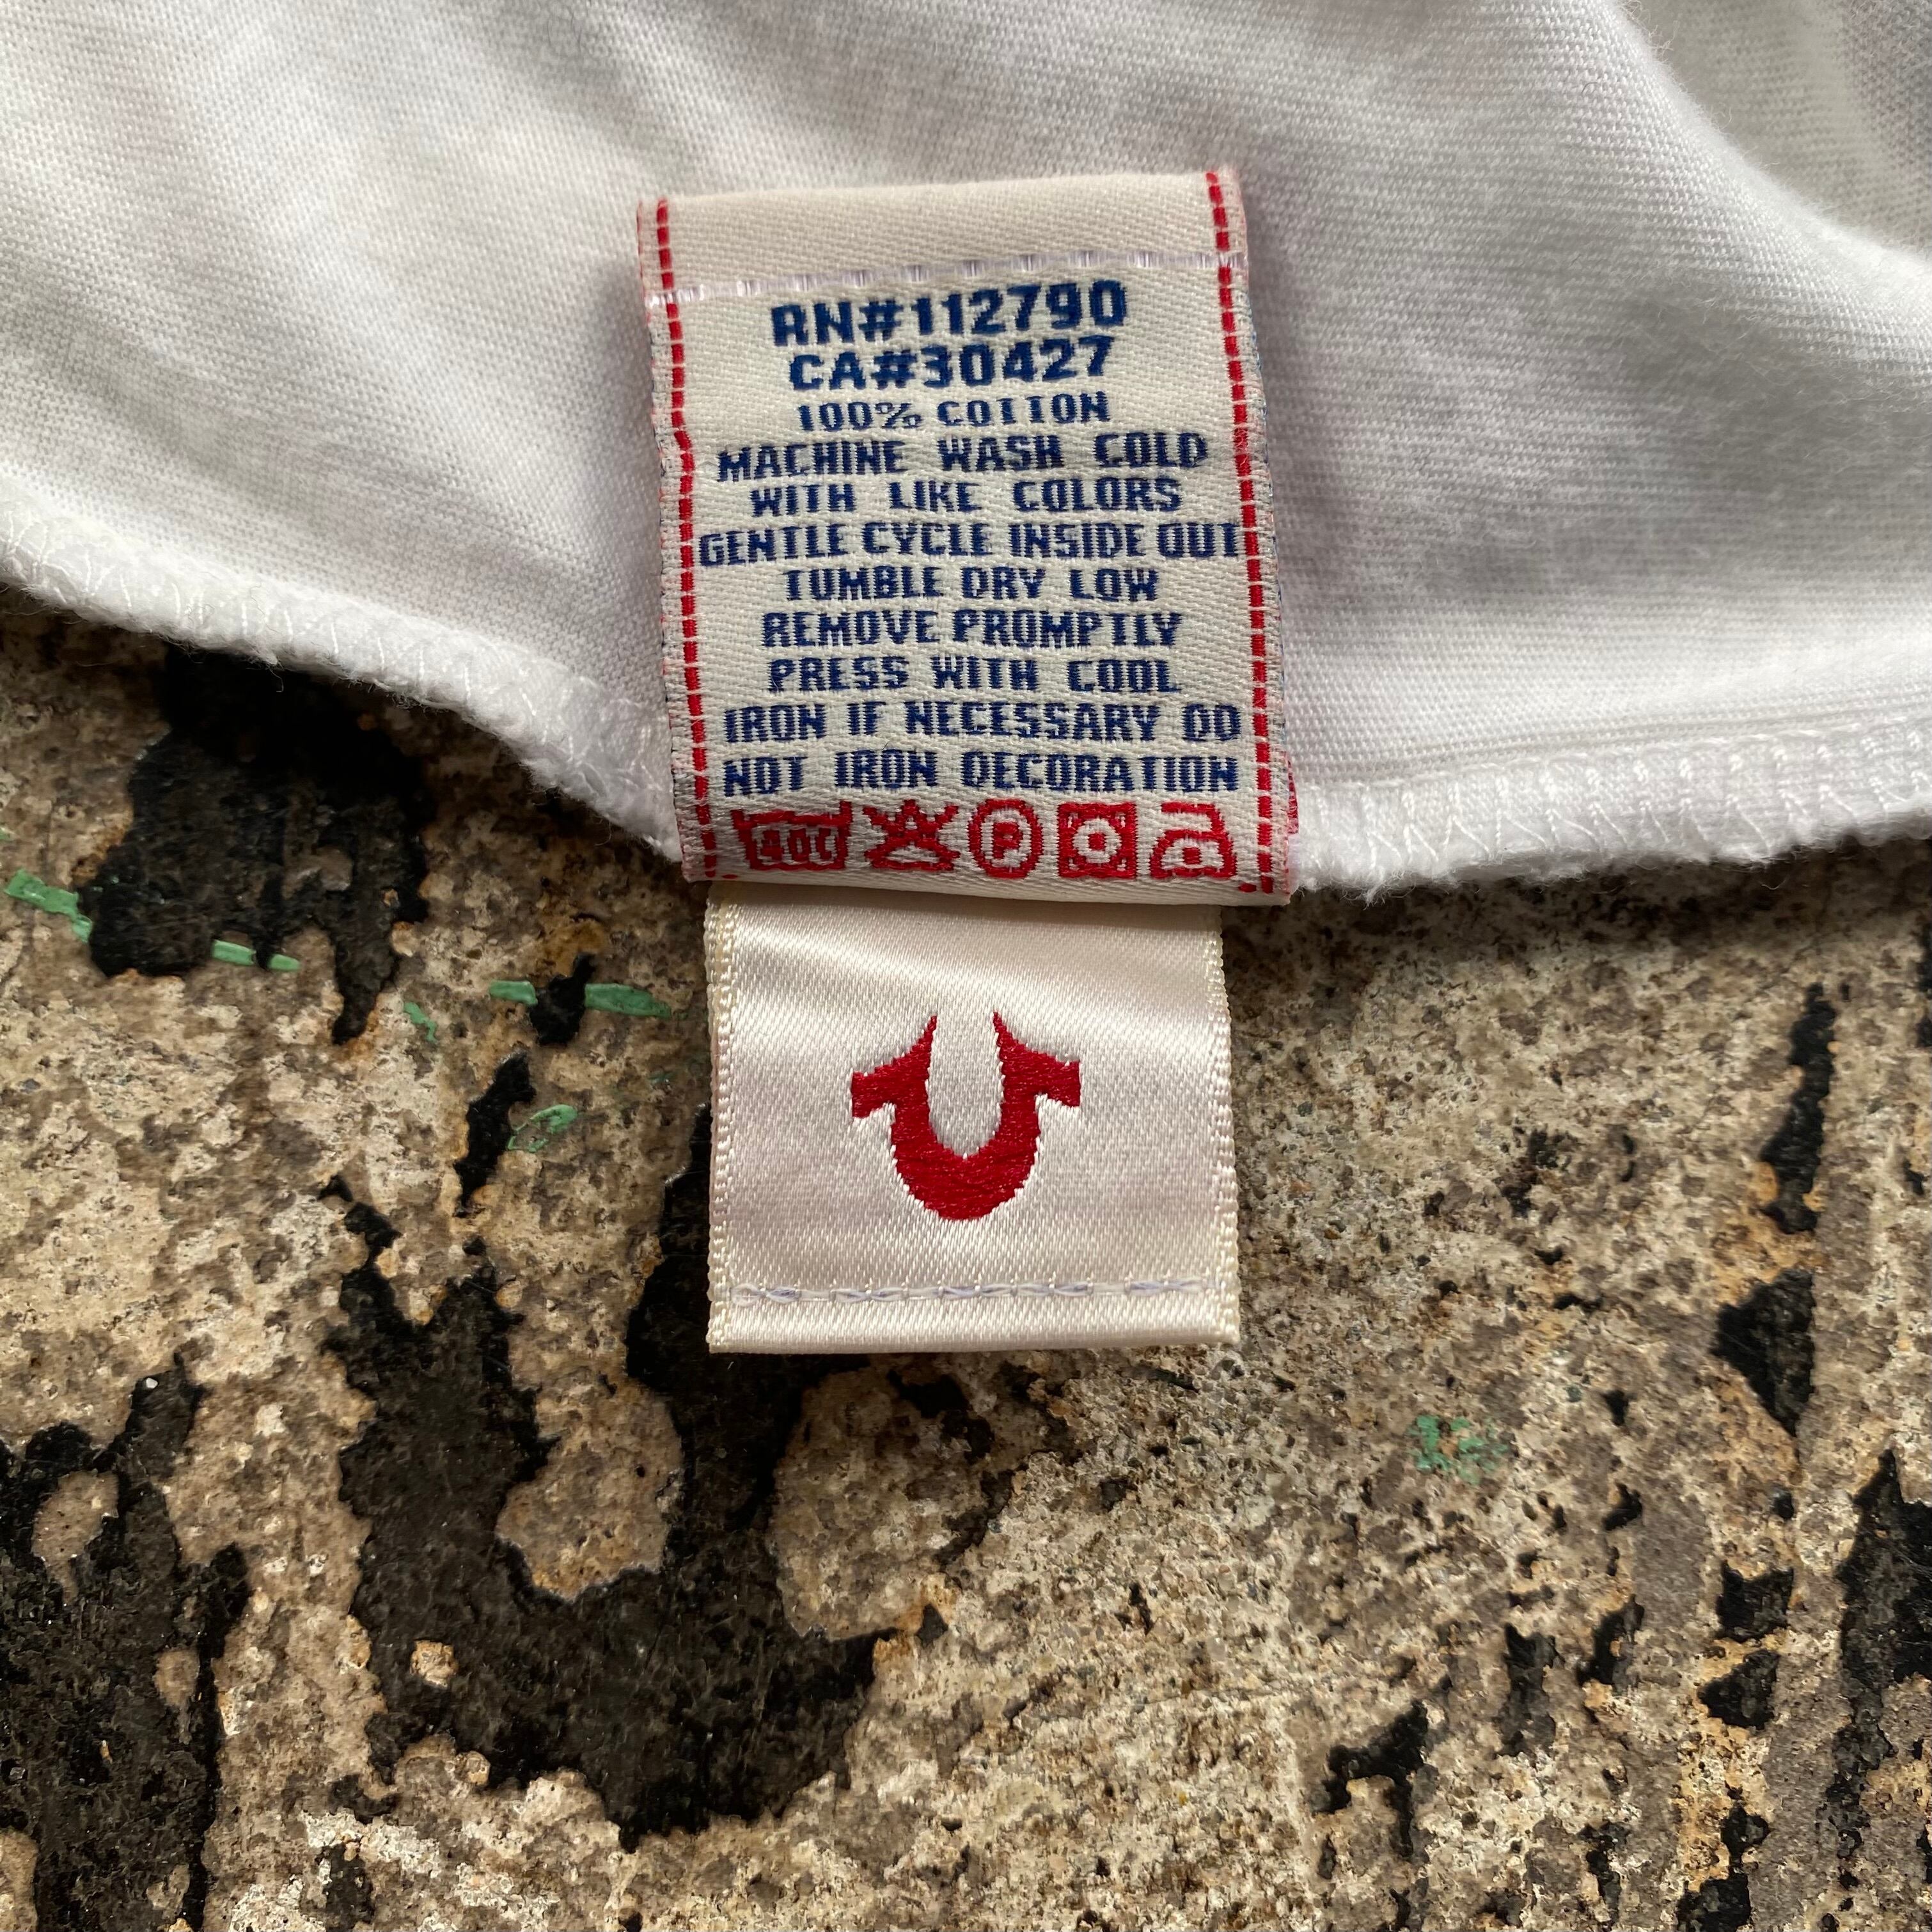 RN#112790
CA#30427
100% COTTON
MACHINE WASH COLD
WITH LIKE COLORS
GENTLE CYCLE INSIDE OUT
TUMBLE DRY LOW
REMOVE PROMPTLY
PRESS WITH COOL
IRON IF NECESSARY DO
NOT IRON DECORATION
40C P